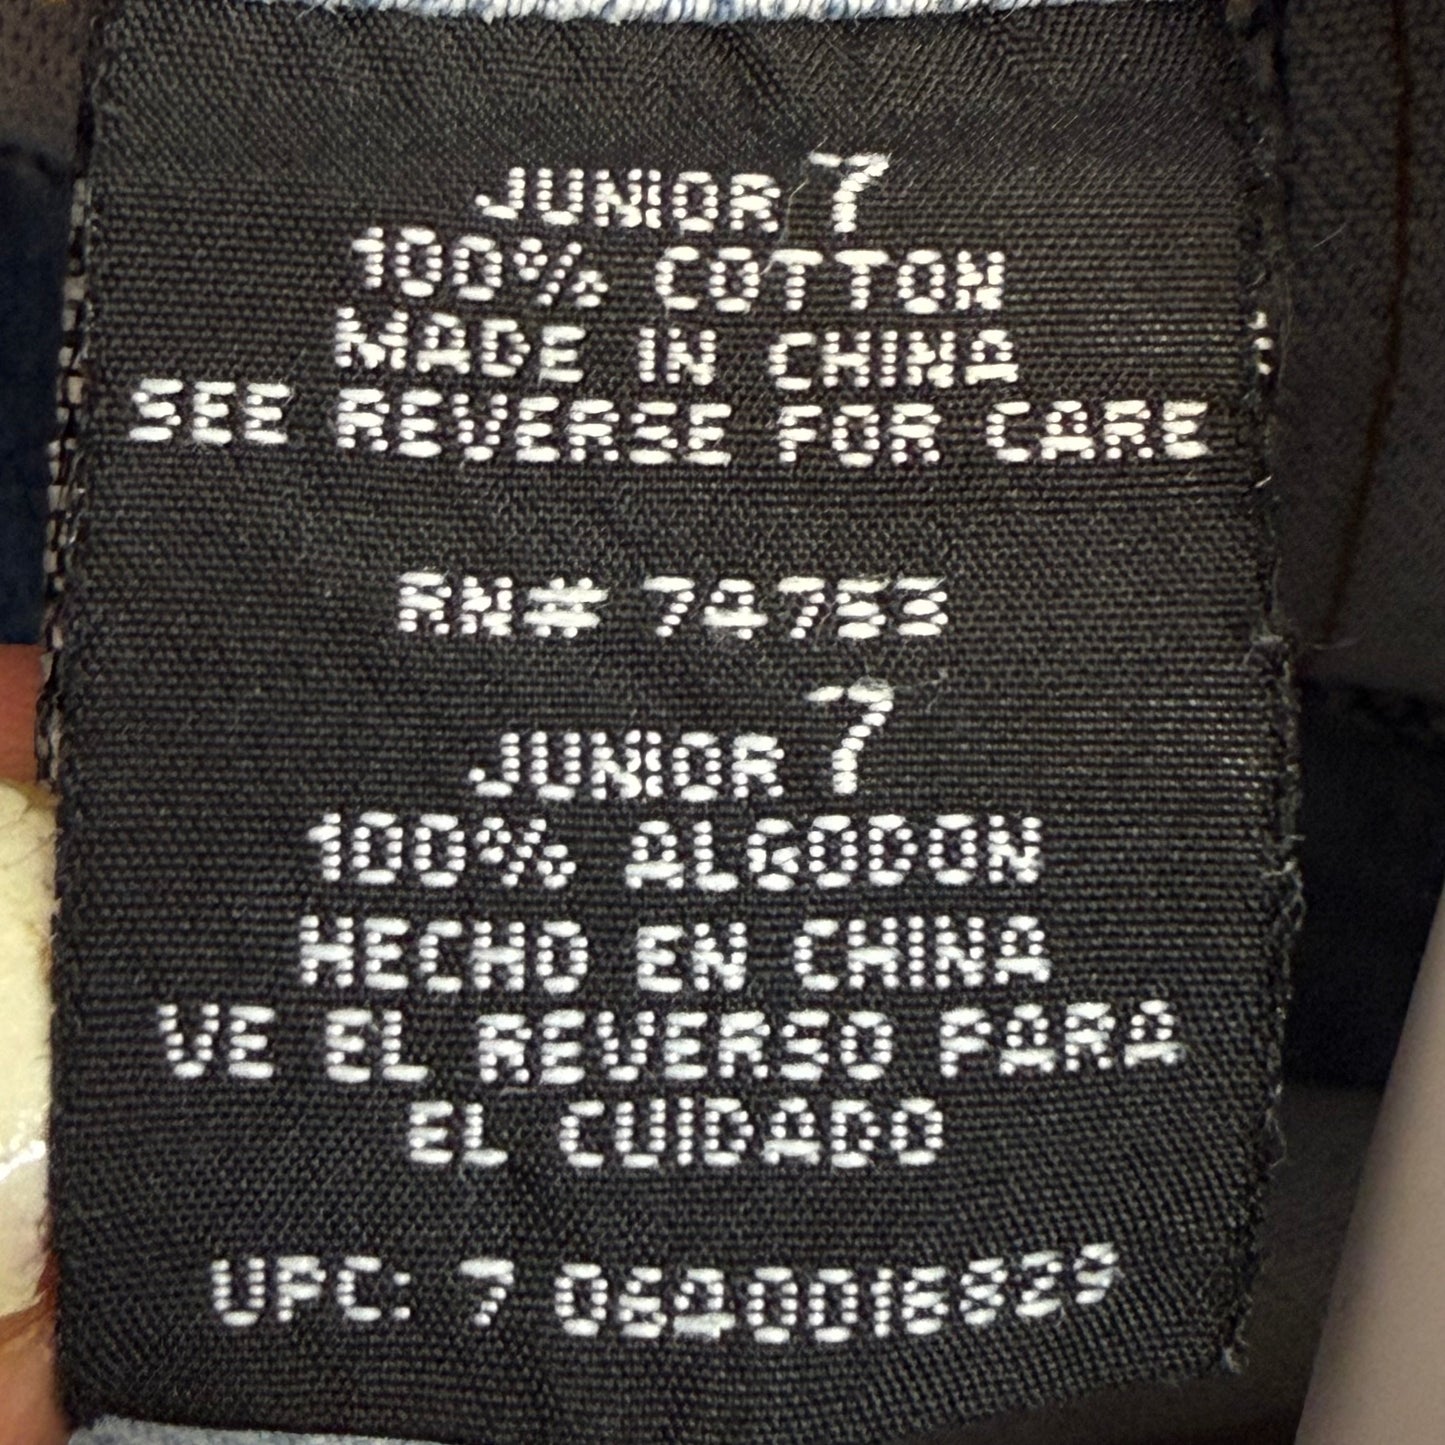 JUNIOR 7
100% COTTON
MADE IN CHINA
SEE REVERSE FOR CARE
RN# 74753
JUNIOR 7
100% ALGODON
HECHO EN CHINA
VE EL REVERSO PARA
EL CUIDADO
UPC: 7 0640016829